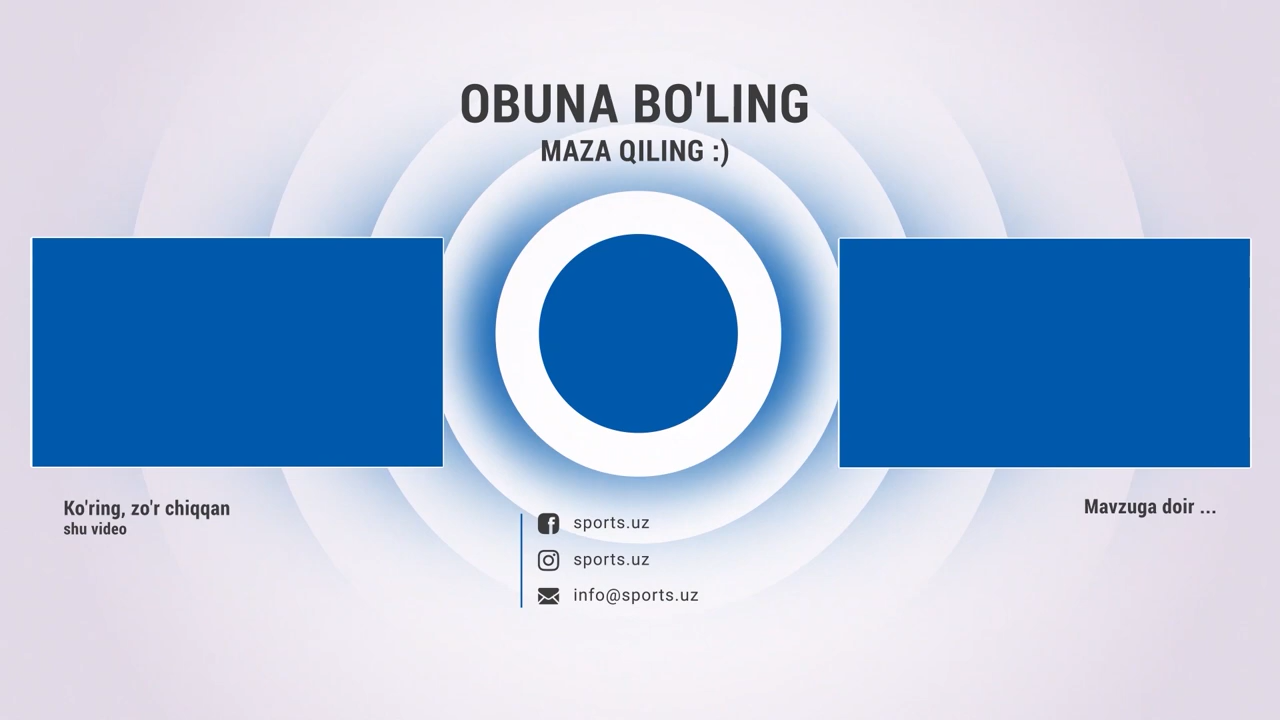 OBUNA BO'LING
MAZA QILING :)
Ko'ring, zo'r chiqqan
shu video
Mavzuga doir ...
sports.uz
sports.uz
info@sports.uz